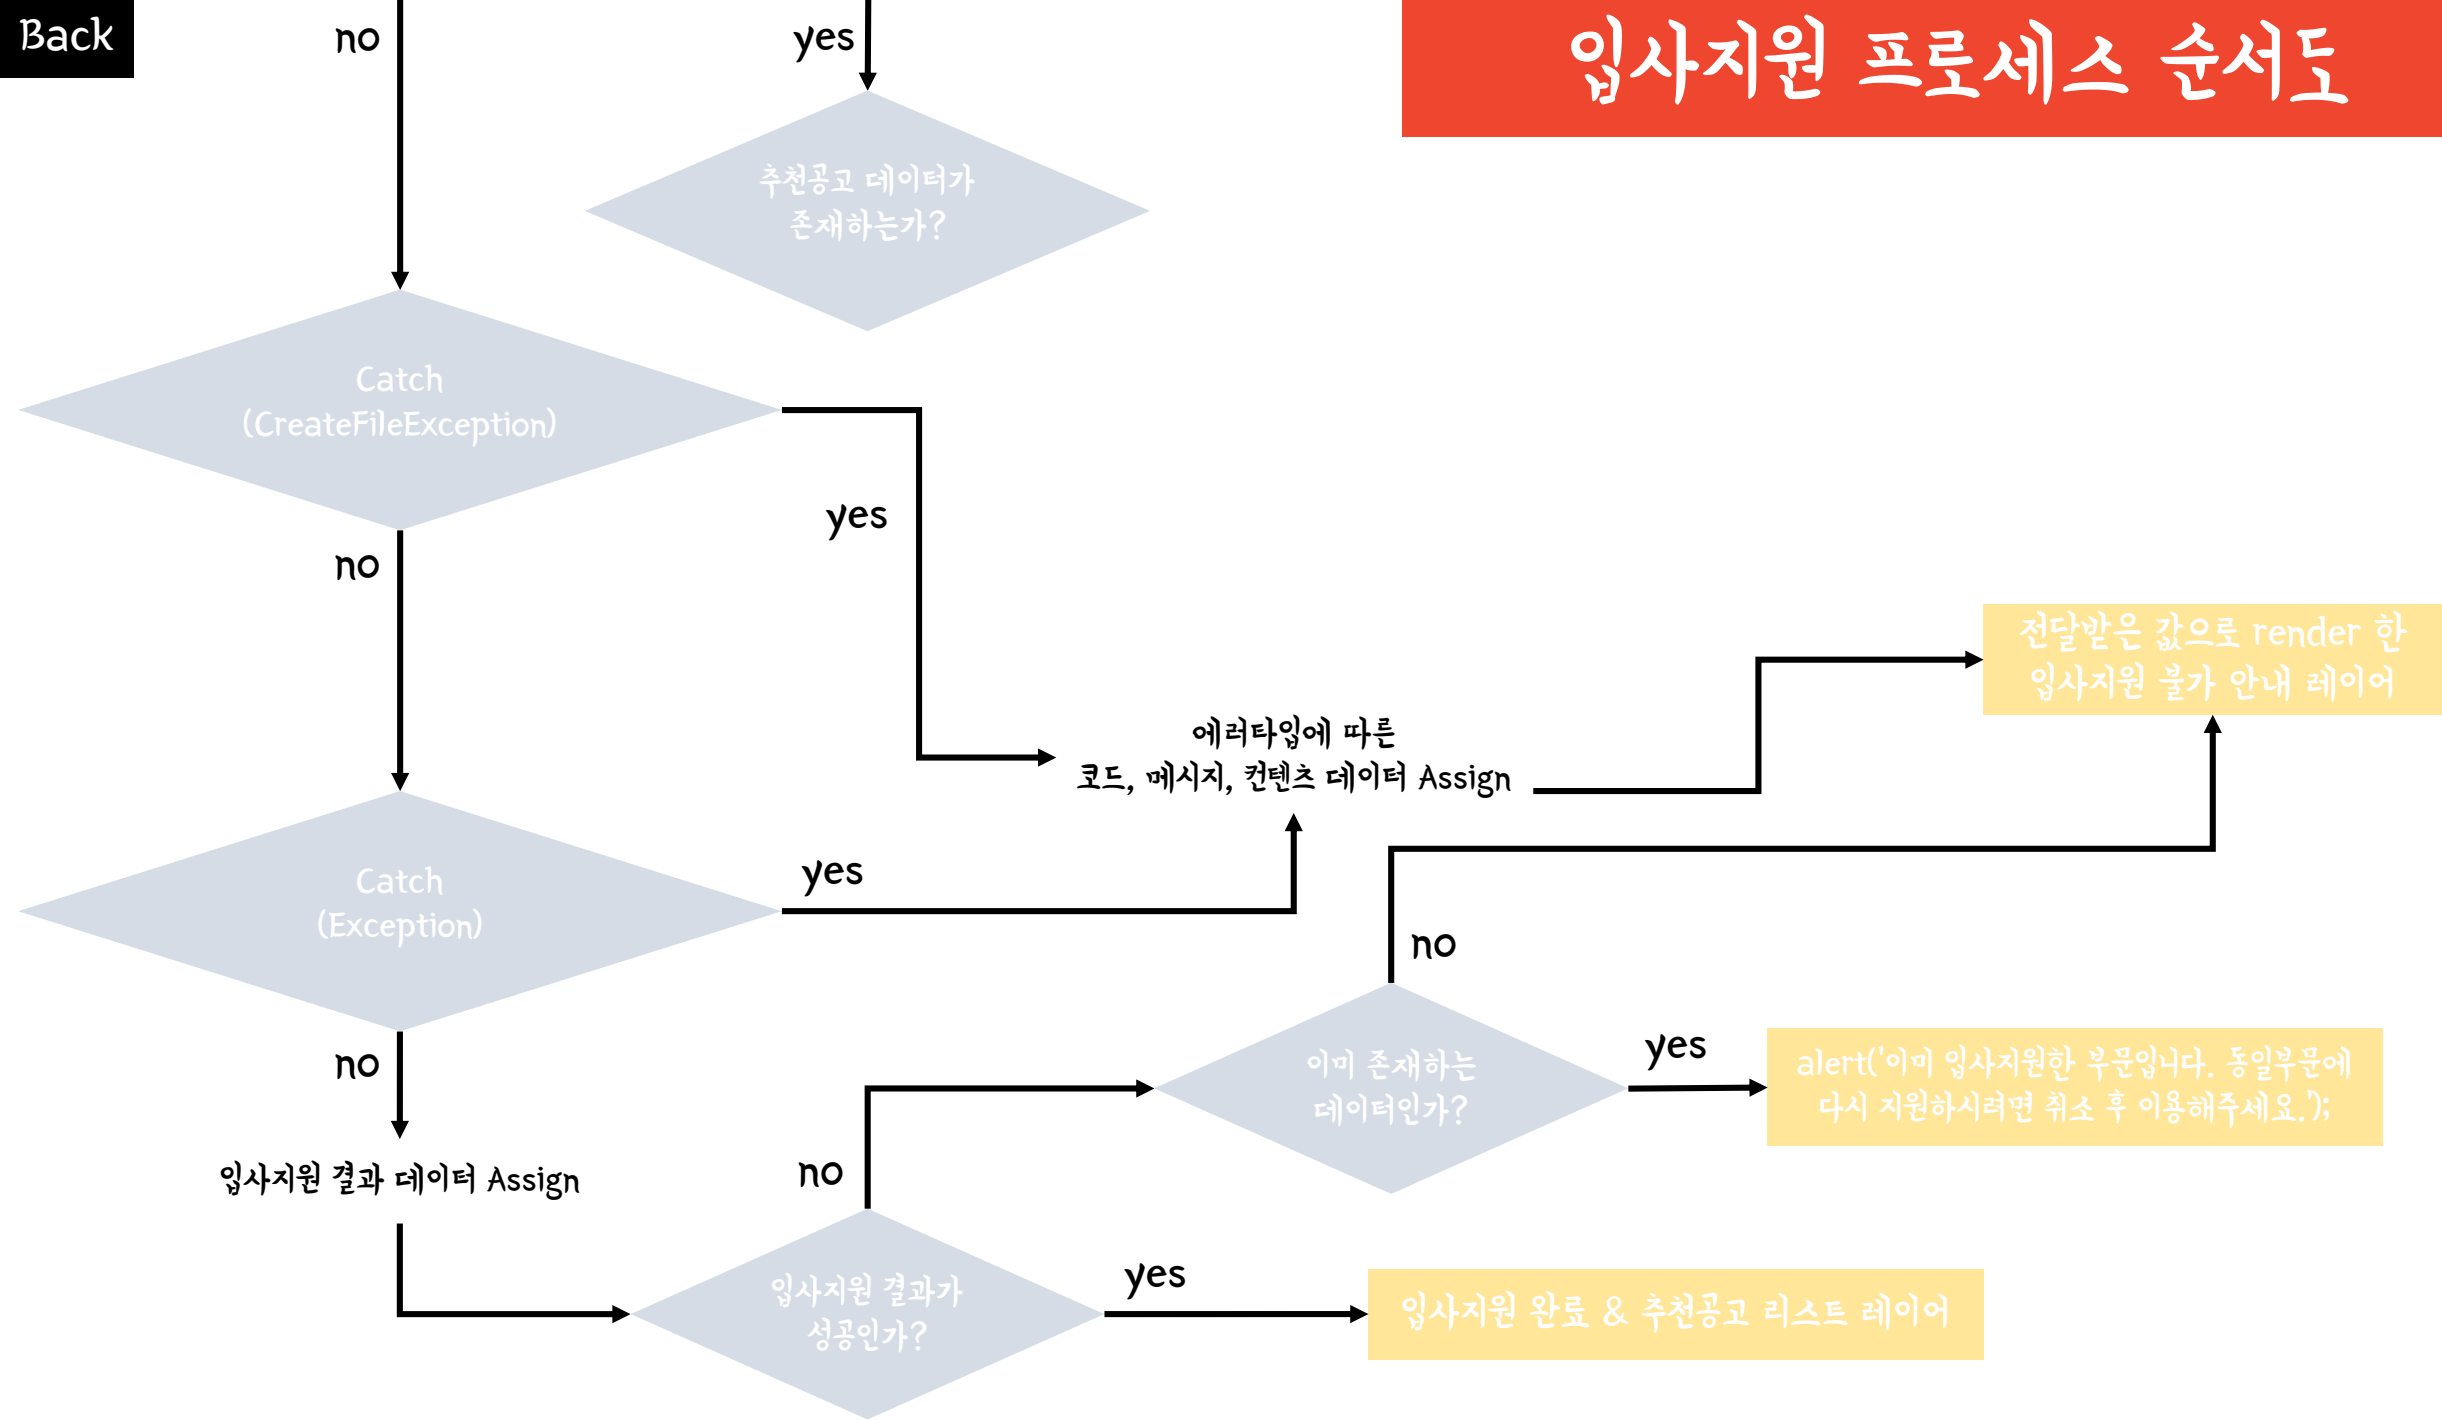 Back
no
yes
입사지원 프로세스 순서도
추천공고 데이터가
존재하는가?
Catch
(CreateFileException)
yes
no
전달받은 값으로 render 한
입사지원 불가 안내 레이어
에러타입에 따른
코드, 메시지, 컨텐츠 데이터 Assign
Catch
(Exception)
yes
no
no
이미 존재하는
데이터인가?
yes
alert('이미 입사지원한 부문입니다. 동일부문에
다시 지원하시려면 취소 후 이용해주세요.');
입사지원 결과 데이터 Assign
no
입사지원 결과가
성공인가?
yes
입사지원 완료 & 추천공고 리스트 레이어